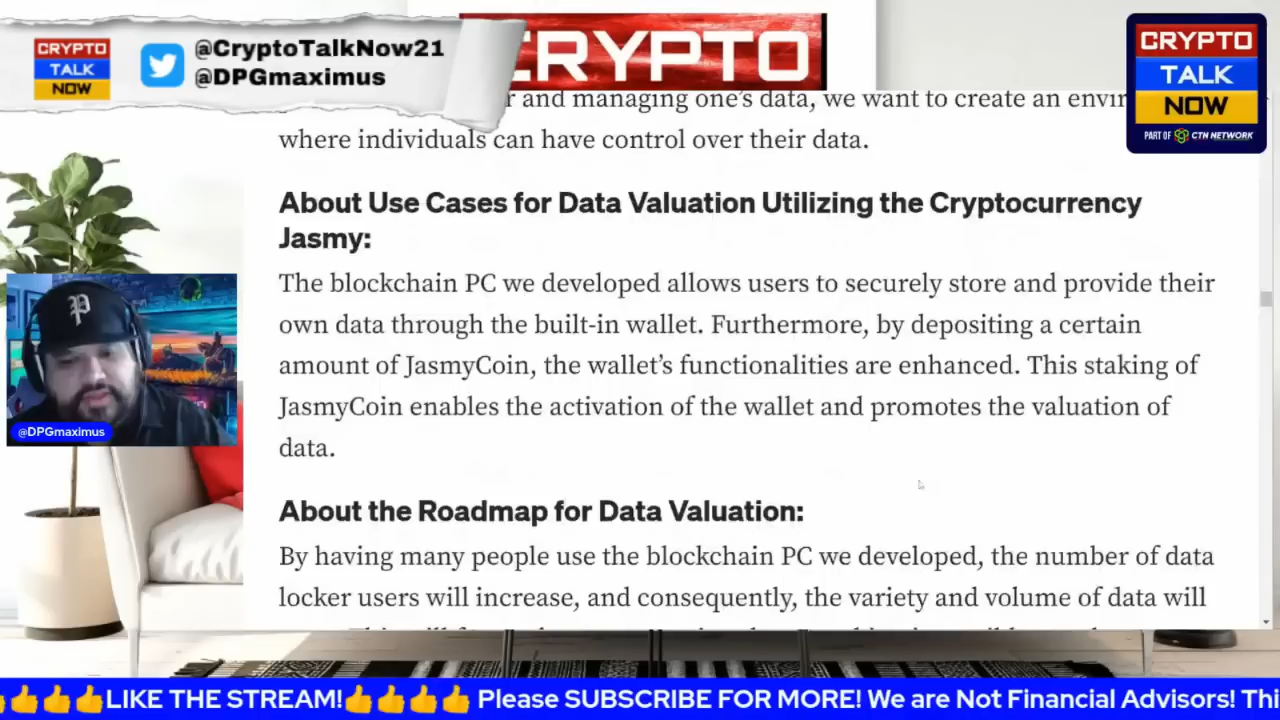 CRYPTO
TALK
NOW
@CryptoTalkNow21
@DPGmaximus
CRYPTO
CRYPTO
TALK
NOW
PART OF CTN NETWORK
and managing one's data, we want to create an
where individuals can have control over their data.
About Use Cases for Data Valuation Utilizing the Cryptocurrency
Jasmy:
The blockchain PC we developed allows users to securely store and provide their
own data through the built-in wallet. Furthermore, by depositing a certain
amount of JasmyCoin, the wallet's functionalities are enhanced. This staking of
JasmyCoin enables the activation of the wallet and promotes the valuation of
data.
P
@DPGmaximus
About the Roadmap for Data Valuation:
By having many people use the blockchain PC we developed, the number of data
locker users will increase, and consequently, the variety and volume of data will
👍👍👍👍LIKE THE STREAM!👍👍👍👍 Please SUBSCRIBE FOR MORE! We are Not Financial Advisors! Thi